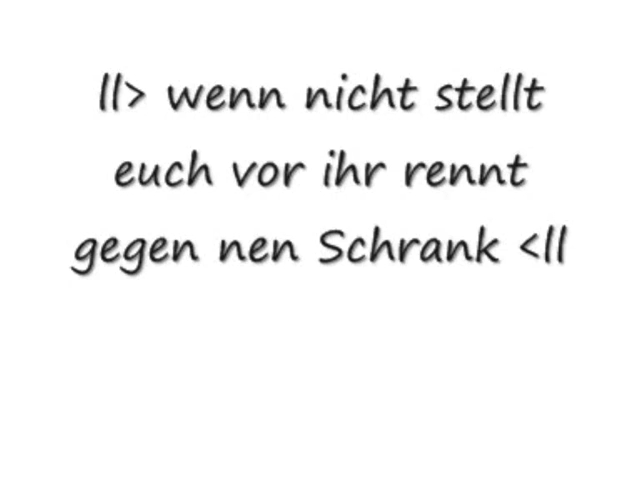 ll> wenn nicht stellt
euch vor ihr rennt
gegen nen Schrank <ll